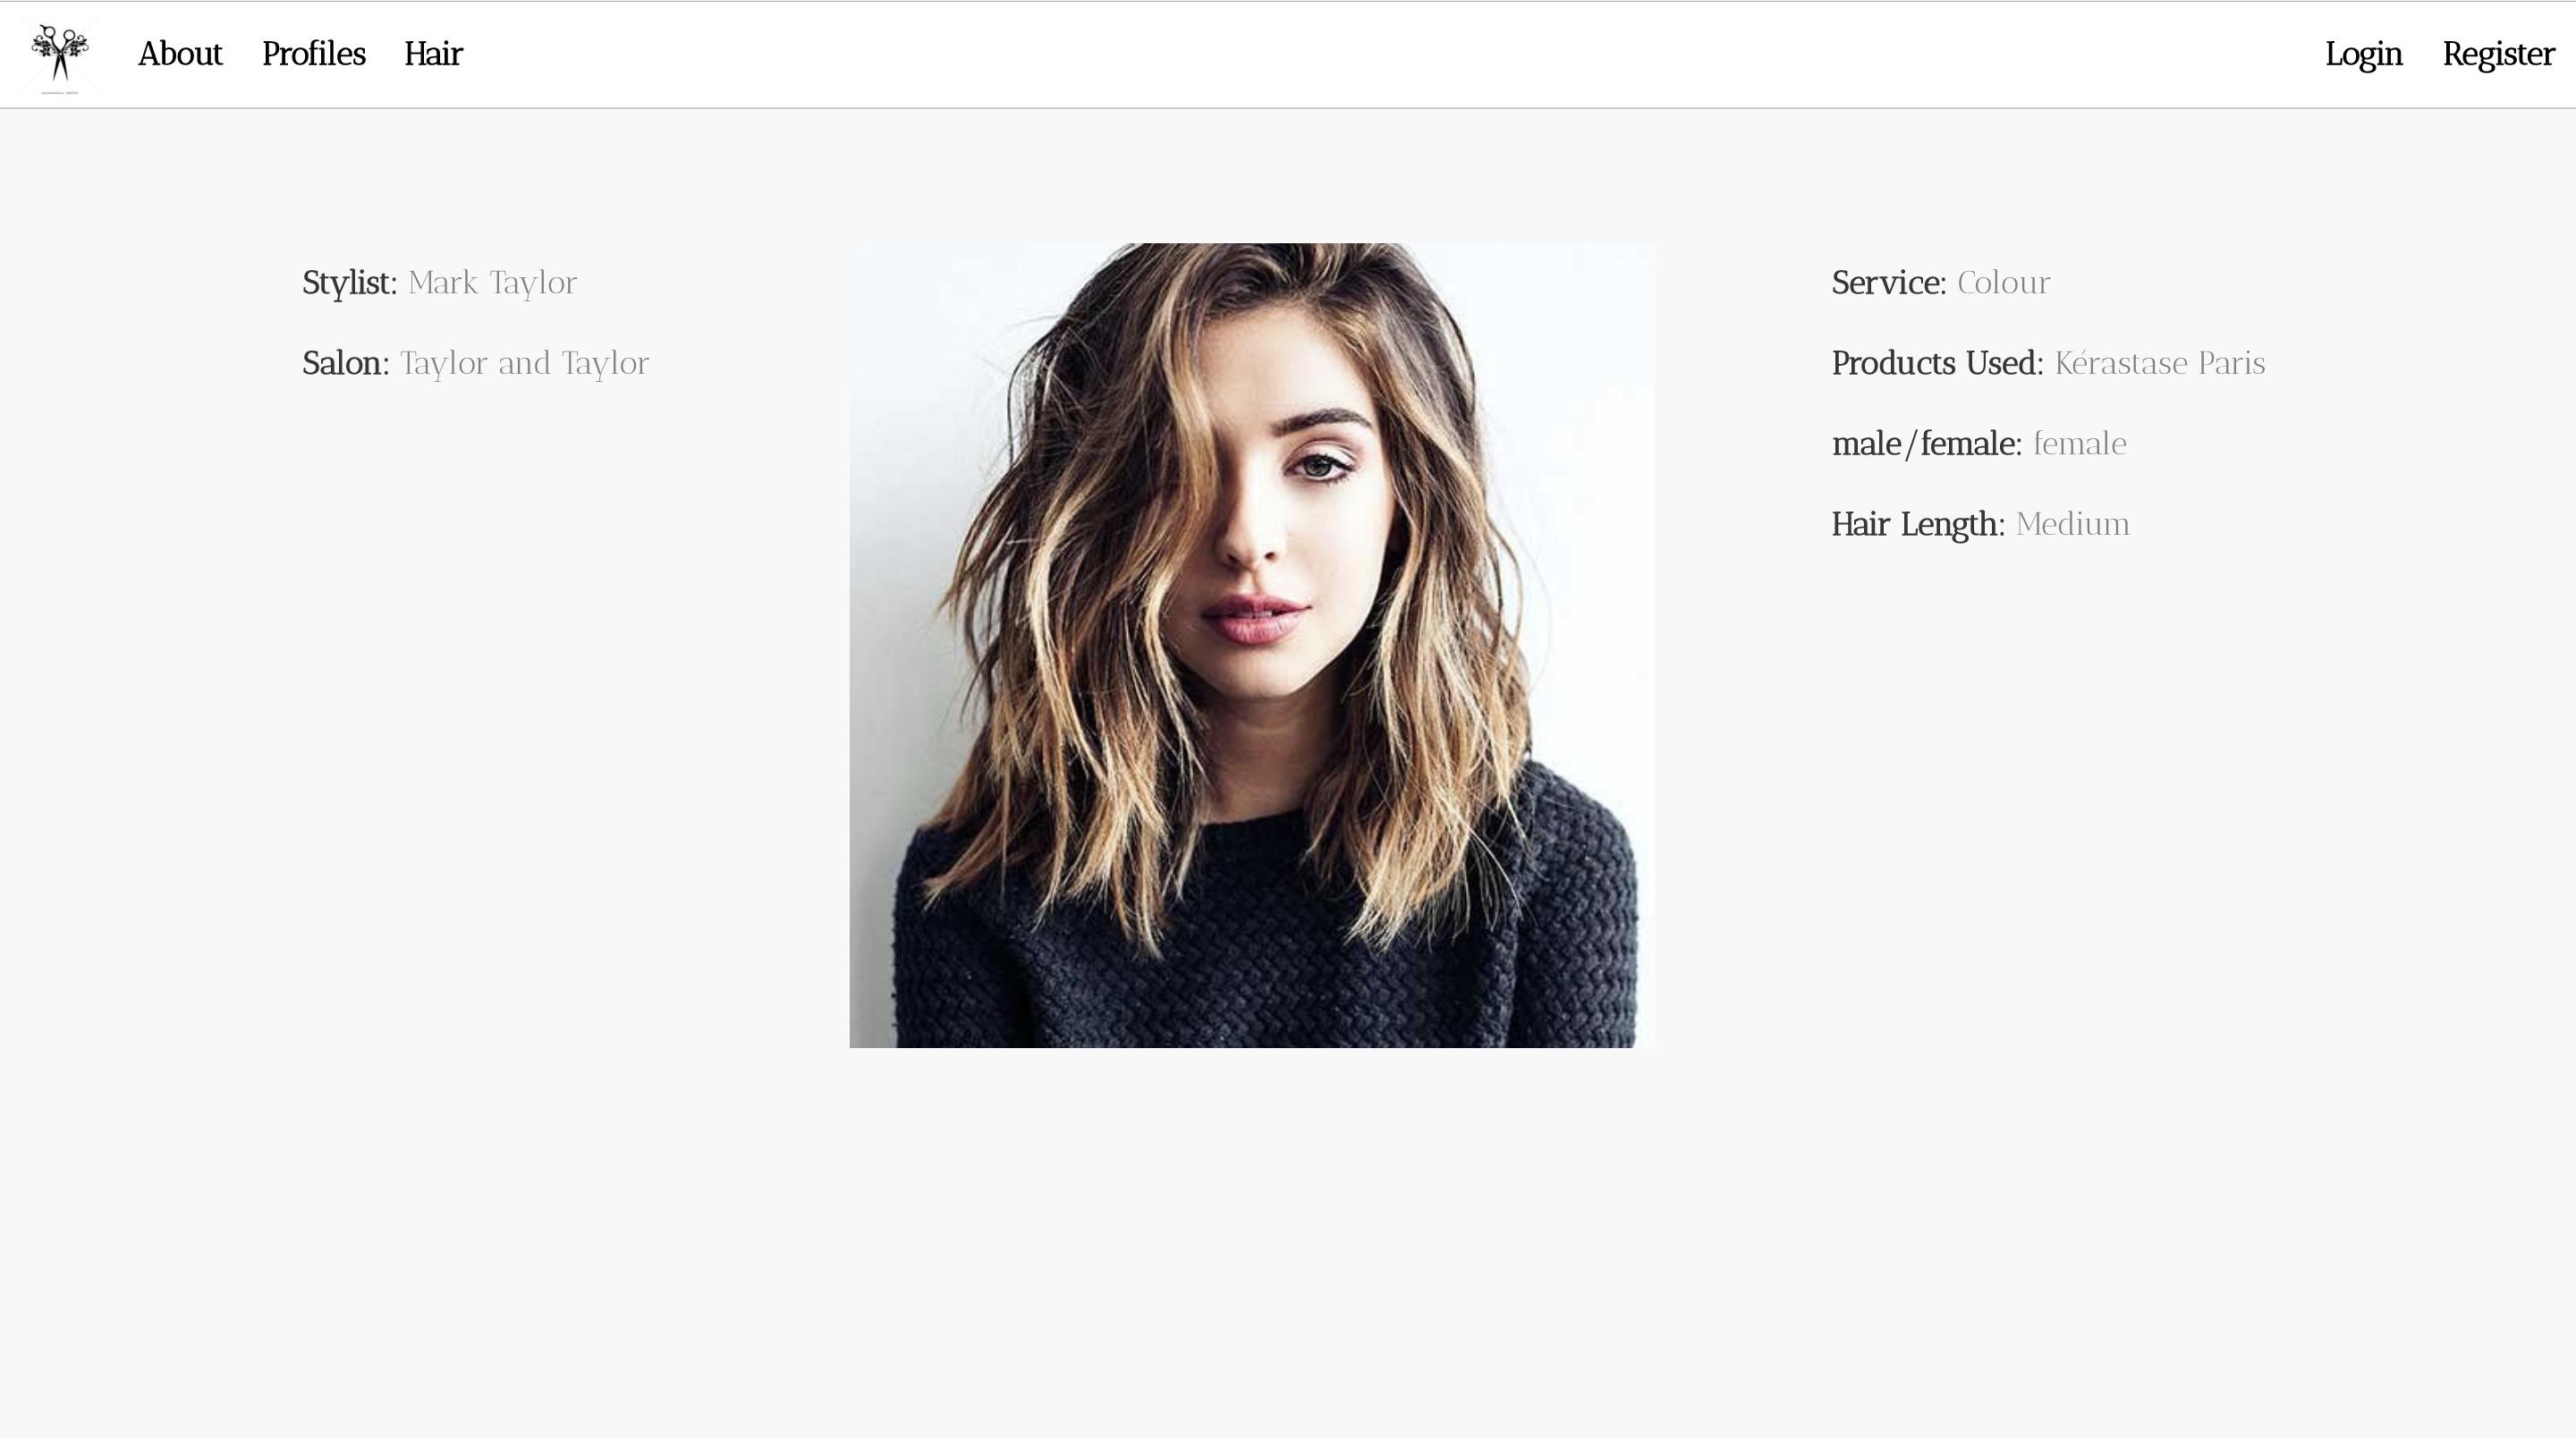 About Profiles Hair Login Register
Stylist: Mark Taylor
Salon: Taylor and Taylor
Service: Colour
Products Used: Kérastase Paris
male/female: female
Hair Length: Medium